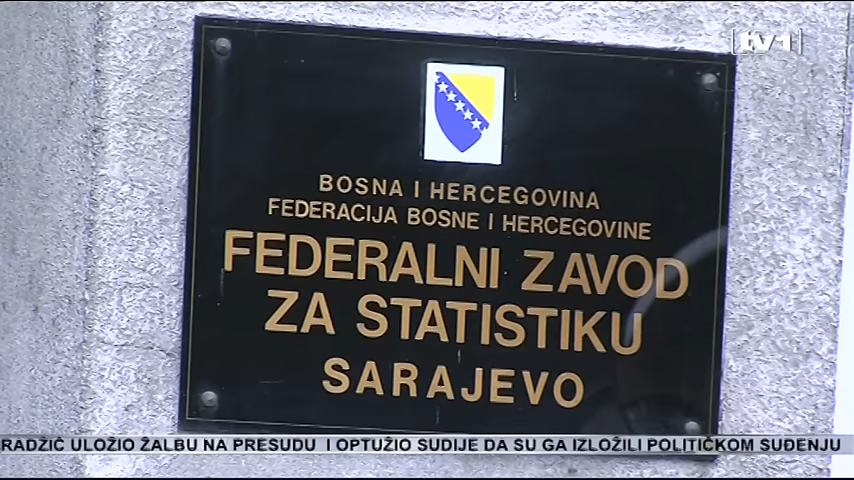 tv1
BOSNA I HERCEGOVINA
FEDERACIJA BOSNE I HERCEGOVINE
FEDERALNI ZAVOD
ZA STATISTIKU
SARAJEVO
RADŽIĆ ULOŽIO ŽALBU NA PRESUDU I OPTUŽIO SUDIJE DA SU GA IZLOŽILI POLITIČKOM SUĐENJU